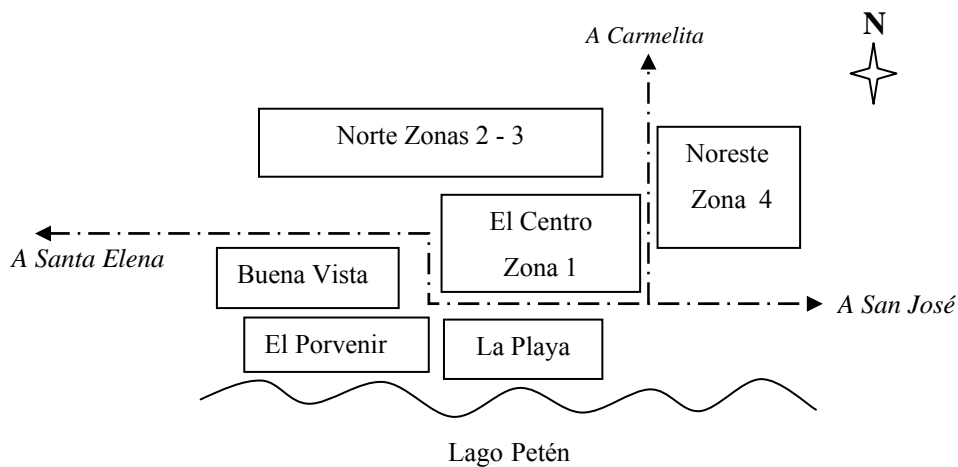 N
A Carmelita
Norte Zonas 2 - 3
Noreste
Zona 4
El Centro
Zona 1
A Santa Elena
Buena Vista
A San José
El Porvenir
La Playa
Lago Petén